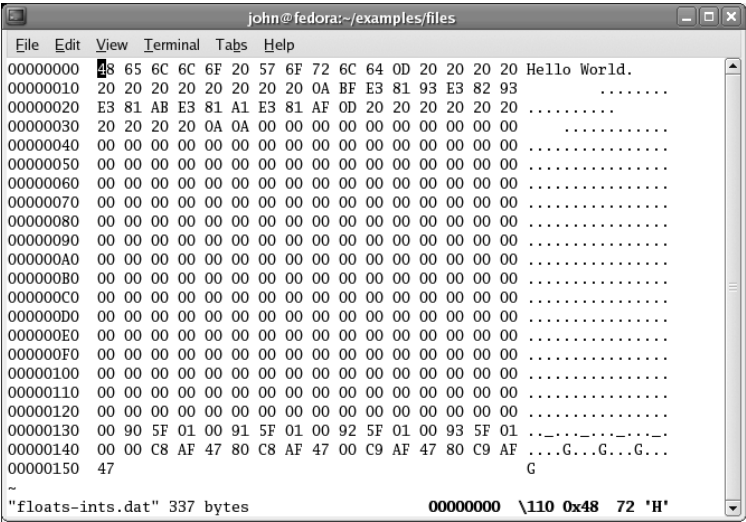 john@fedora:~/examples/files
File Edit View Terminal Tabs Help
00000000 48 65 6C 6C 6F 20 57 6F 72 6C 64 0D 20 20 20 20 Hello World.
00000010 20 20 20 20 20 20 20 20 0A BF E3 81 93 E3 82 93 ........
00000020 E3 81 AB E3 81 A1 E3 81 AF 0D 20 20 20 20 20 20 ..........
00000030 20 20 20 20 0A 0A 00 00 00 00 00 00 00 00 00 00 ............
00000040 00 00 00 00 00 00 00 00 00 00 00 00 00 00 00 00 ................
00000050 00 00 00 00 00 00 00 00 00 00 00 00 00 00 00 00 ................
00000060 00 00 00 00 00 00 00 00 00 00 00 00 00 00 00 00 ................
00000070 00 00 00 00 00 00 00 00 00 00 00 00 00 00 00 00 ................
00000080 00 00 00 00 00 00 00 00 00 00 00 00 00 00 00 00 ................
00000090 00 00 00 00 00 00 00 00 00 00 00 00 00 00 00 00 ................
000000A0 00 00 00 00 00 00 00 00 00 00 00 00 00 00 00 00 ................
000000B0 00 00 00 00 00 00 00 00 00 00 00 00 00 00 00 00 ................
000000C0 00 00 00 00 00 00 00 00 00 00 00 00 00 00 00 00 ................
000000D0 00 00 00 00 00 00 00 00 00 00 00 00 00 00 00 00 ................
000000E0 00 00 00 00 00 00 00 00 00 00 00 00 00 00 00 00 ................
000000F0 00 00 00 00 00 00 00 00 00 00 00 00 00 00 00 00 ................
00000100 00 00 00 00 00 00 00 00 00 00 00 00 00 00 00 00 ................
00000110 00 00 00 00 00 00 00 00 00 00 00 00 00 00 00 00 ................
00000120 00 00 00 00 00 00 00 00 00 00 00 00 00 00 00 00 ................
00000130 00 90 5F 01 00 91 5F 01 00 92 5F 01 00 93 5F 01 .._..._..._..._.
00000140 00 00 C8 AF 47 80 C8 AF 47 00 C9 AF 47 80 C9 AF ....G...G...G...
00000150 47 G
~
"floats-ints.dat" 337 bytes 00000000 \110 0x48 72 'H'